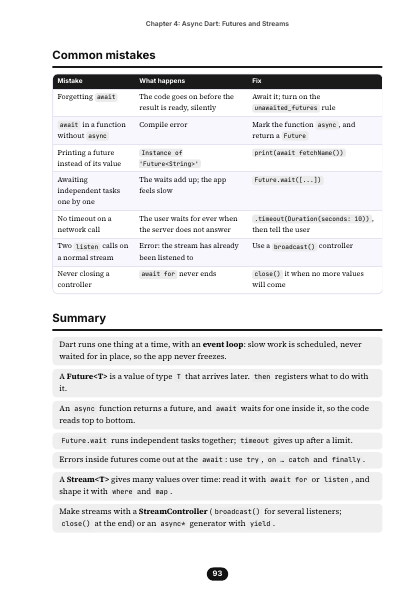 Chapter 4: Async Dart: Futures and Streams
Common mistakes
Mistake What happens Fix
Forgetting await The code goes on before the Await it; turn on the
result is ready, silently unawaited_futures rule
await in a function Compile error Mark the function async, and
without async return a Future
Printing a future Instance of print(await fetchName())
instead of its value 'Future<String>'
Awaiting The waits add up; the app Future.wait([...])
independent tasks feels slow
one by one
No timeout on a The user waits for ever when .timeout(Duration(seconds: 10)),
network call the server does not answer then tell the user
Two listen calls on Error: the stream has already Use a broadcast() controller
a normal stream been listened to
Never closing a await for never ends close() it when no more values
controller will come
Summary
Dart runs one thing at a time, with an event loop: slow work is scheduled, never
waited for in place, so the app never freezes.
A Future<T> is a value of type T that arrives later. then registers what to do with
it.
An async function returns a future, and await waits for one inside it, so the code
reads top to bottom.
Future.wait runs independent tasks together; timeout gives up after a limit.
Errors inside futures come out at the await: use try, on … catch and finally.
A Stream<T> gives many values over time: read it with await for or listen, and
shape it with where and map.
Make streams with a StreamController (broadcast() for several listeners;
close() at the end) or an async* generator with yield.
93